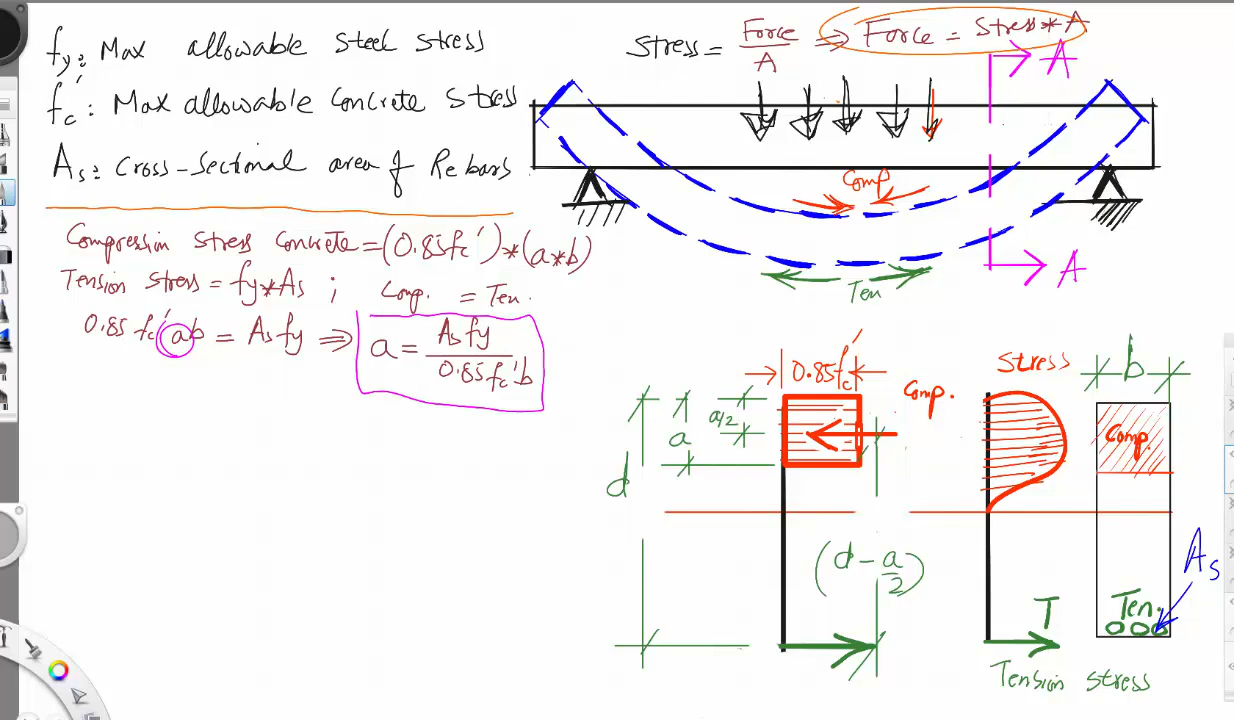 fy: Max allowable Steel stress
fc': Max allowable Concrete Stress
As: Cross-Sectional area of Rebars
Compression Stress Concrete = (0.85fc') * (a*b)
Tension Stress = fy*As ; Comp. = Ten.
0.85 fc' ab = As fy ⇒ a = As fy / 0.85 fc' b
Stress = Force / A ⇒ Force = Stress * A
A
Comp
Ten
A
0.85fc'
Comp.
Stress
b
a/2
a
d
Comp.
(d - a/2)
As
T
Ten.
Tension stress